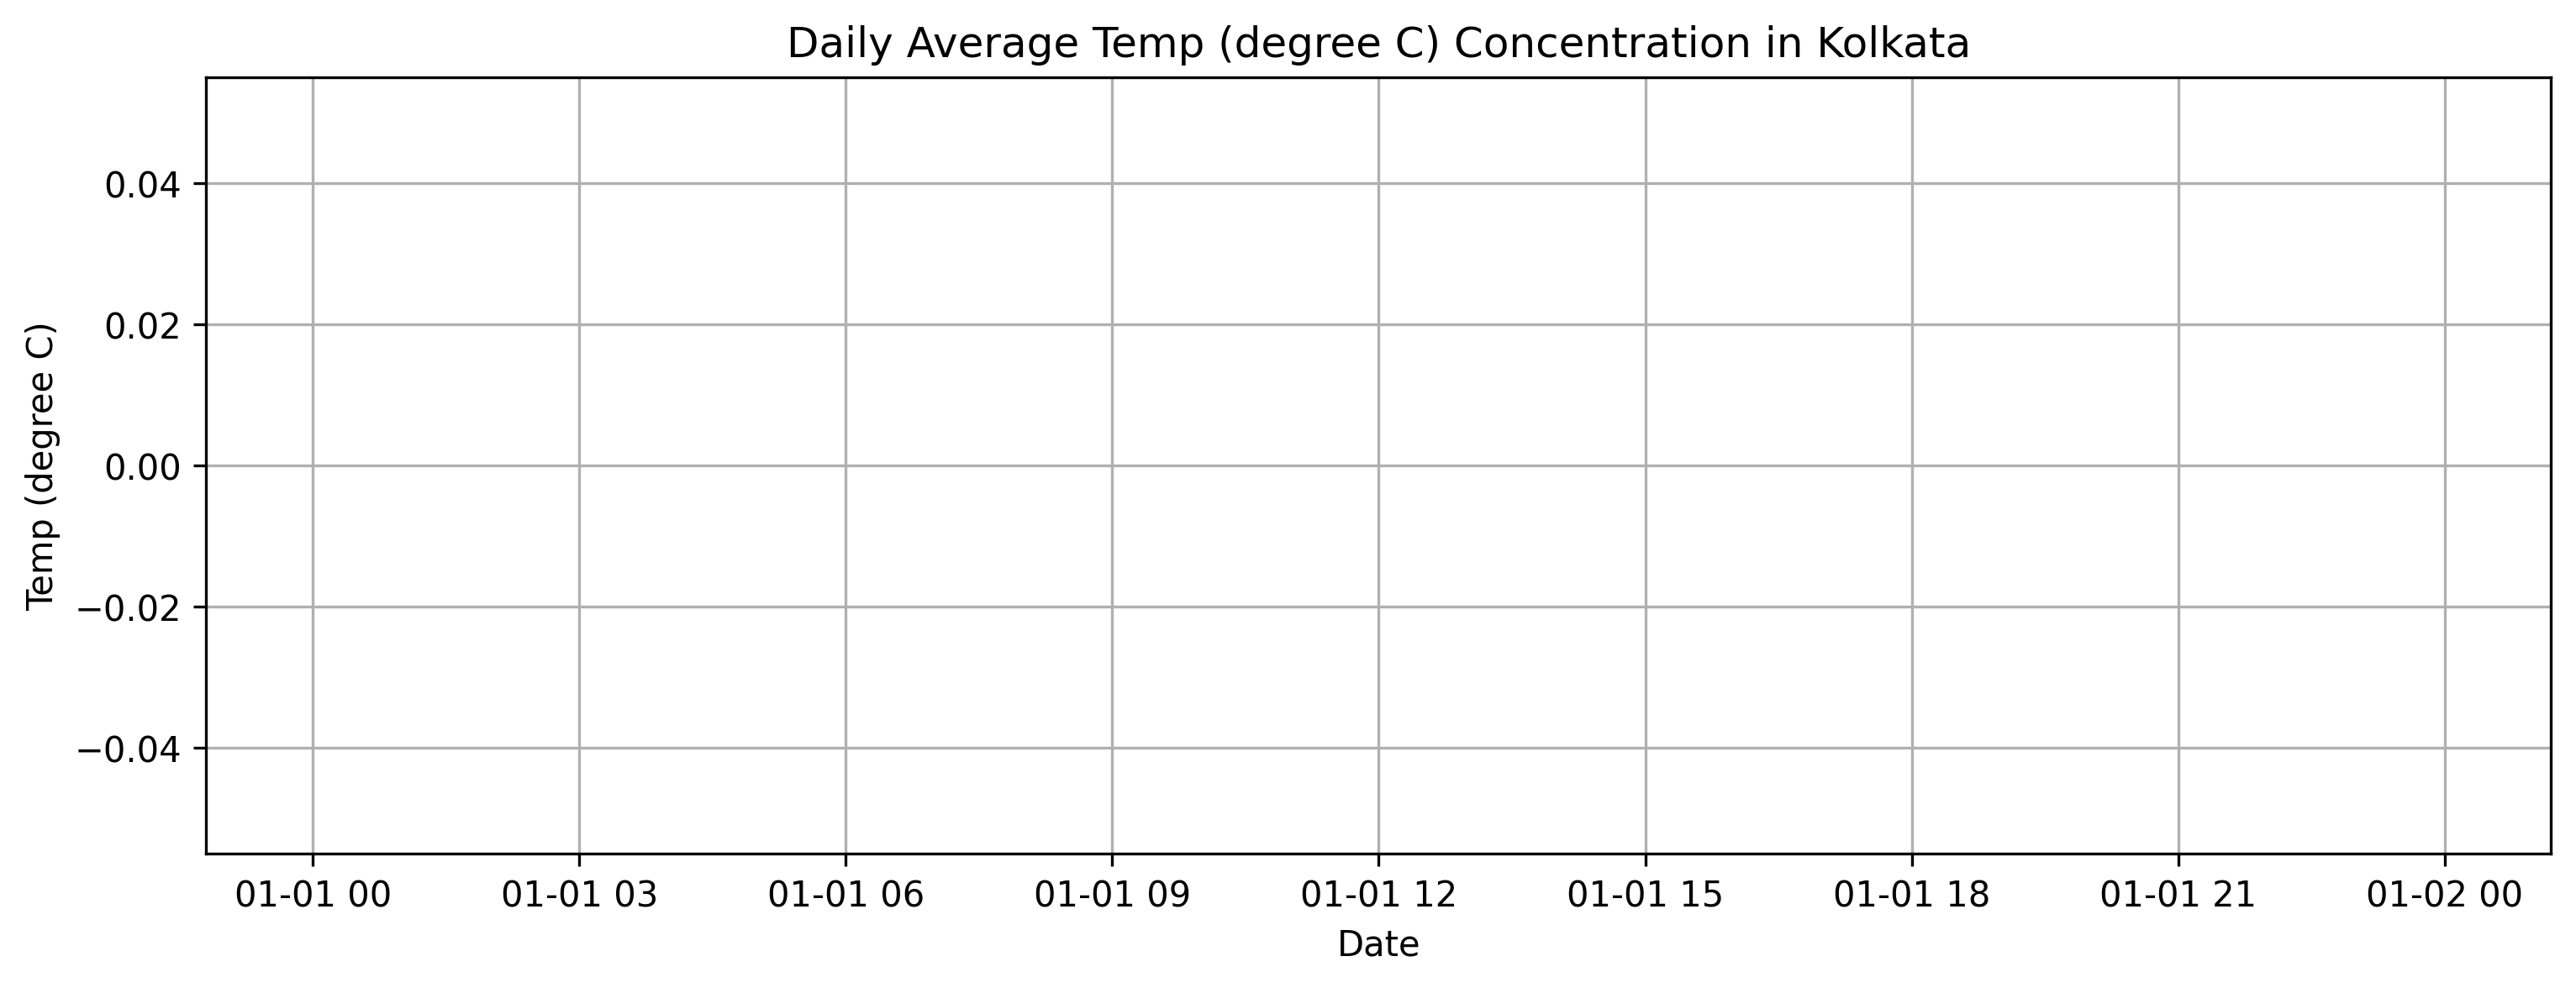 Daily Average Temp (degree C) Concentration in Kolkata
Temp (degree C)
0.04
0.02
0.00
−0.02
−0.04
01-01 00 01-01 03 01-01 06 01-01 09 01-01 12 01-01 15 01-01 18 01-01 21 01-02 00
Date